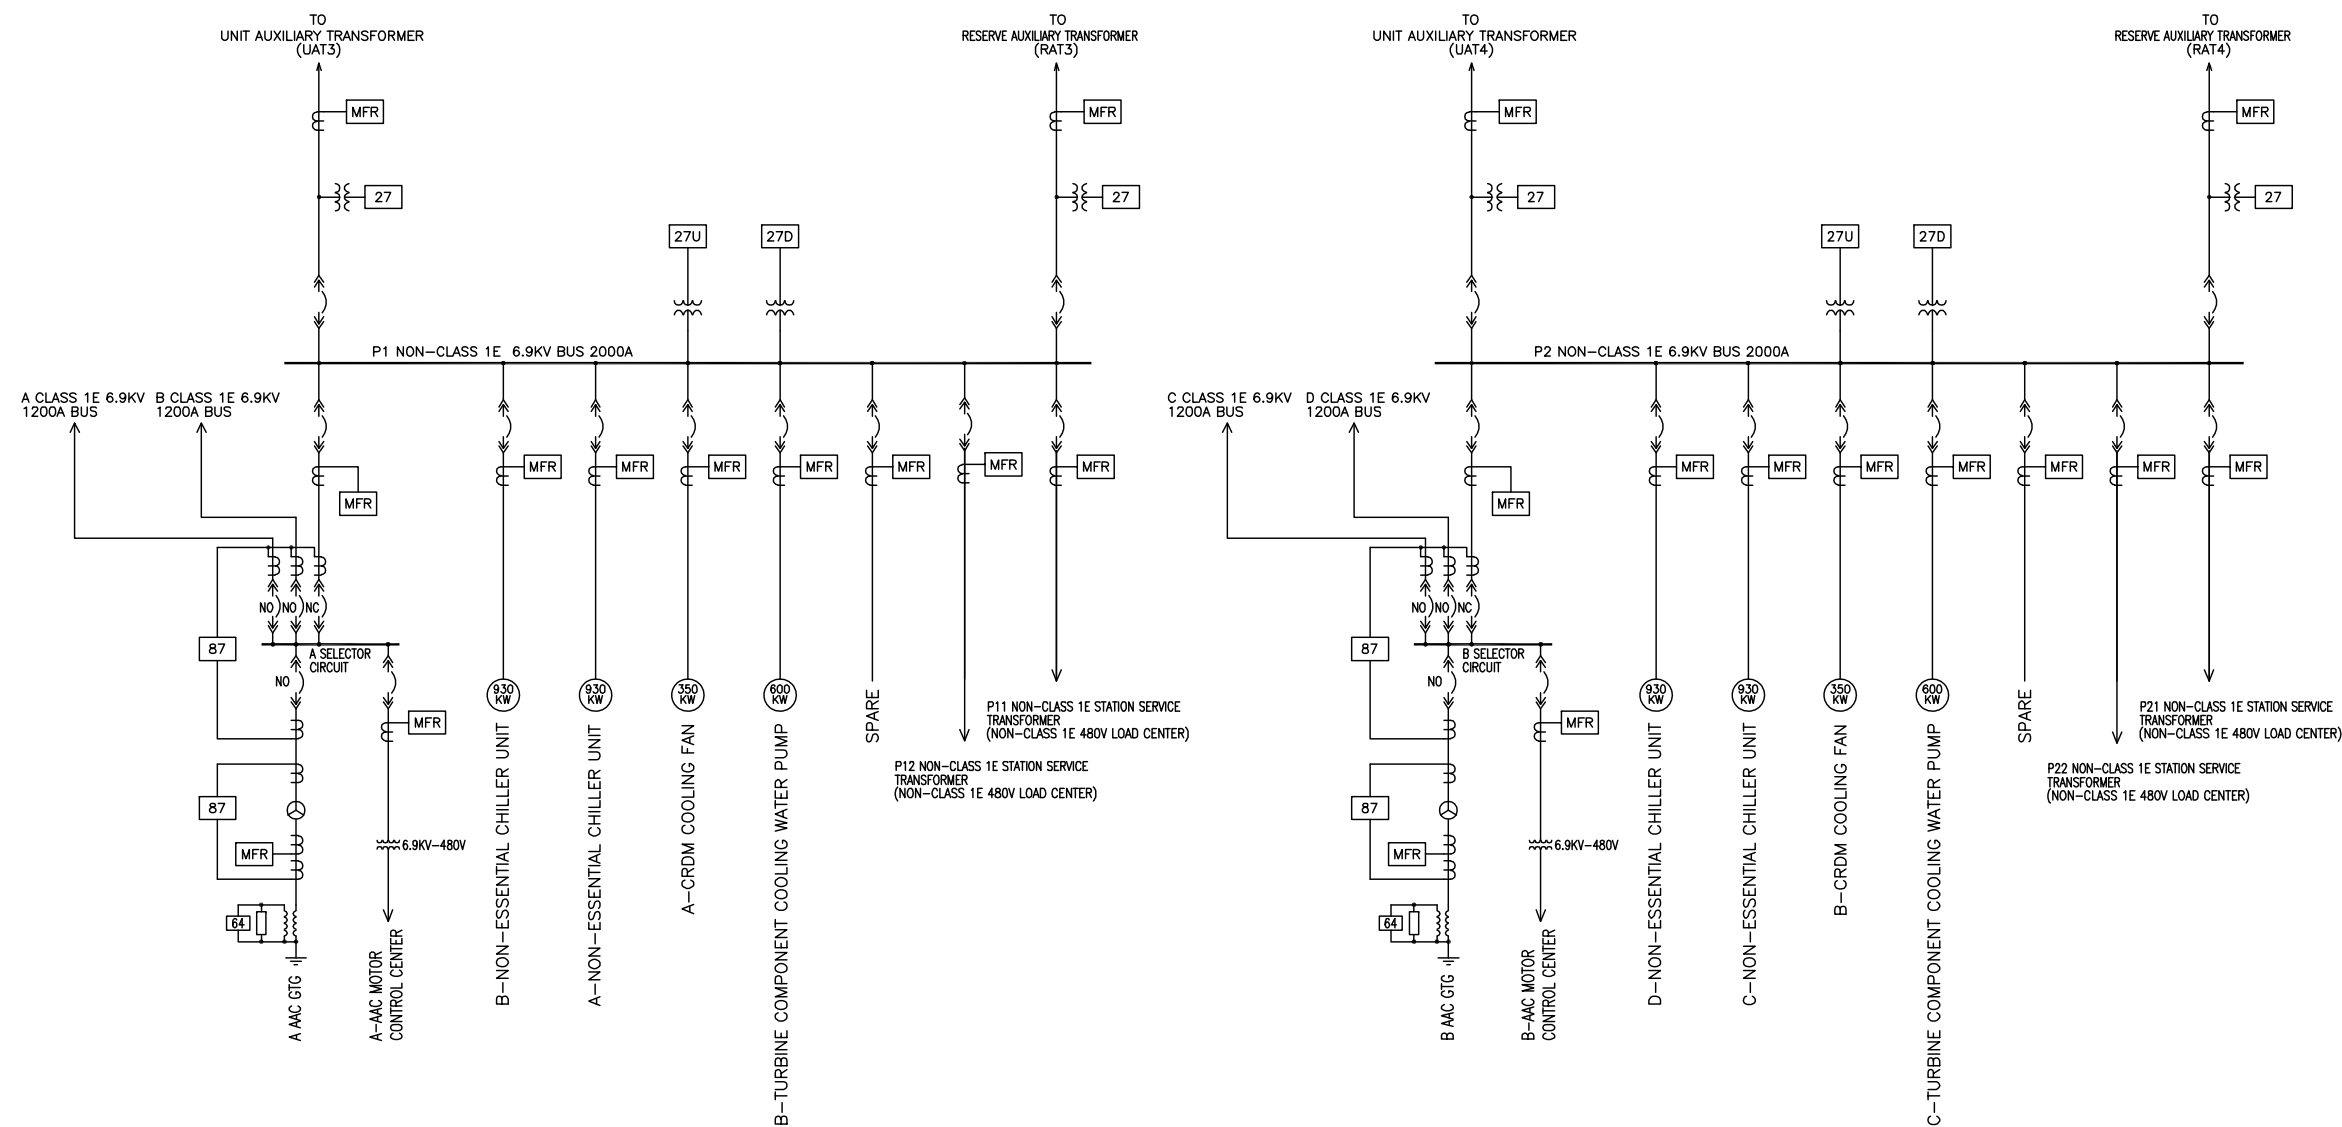 TO
UNIT AUXILIARY TRANSFORMER
(UAT3)
TO
RESERVE AUXILIARY TRANSFORMER
(RAT3)
MFR
MFR
27
27
27U
27D
P1 NON-CLASS 1E 6.9KV BUS 2000A
A CLASS 1E 6.9KV
1200A BUS
B CLASS 1E 6.9KV
1200A BUS
MFR
MFR
MFR
MFR
MFR
MFR
MFR
MFR
NO
NO
NC
87
A SELECTOR
CIRCUIT
NO
MFR
930
KW
930
KW
350
KW
600
KW
87
MFR
6.9KV-480V
64
A AAC GTG
A-AAC MOTOR
CONTROL CENTER
B-NON-ESSENTIAL CHILLER UNIT
A-NON-ESSENTIAL CHILLER UNIT
A-CRDM COOLING FAN
B-TURBINE COMPONENT COOLING WATER PUMP
SPARE
P11 NON-CLASS 1E STATION SERVICE
TRANSFORMER
(NON-CLASS 1E 480V LOAD CENTER)
P12 NON-CLASS 1E STATION SERVICE
TRANSFORMER
(NON-CLASS 1E 480V LOAD CENTER)
TO
UNIT AUXILIARY TRANSFORMER
(UAT4)
TO
RESERVE AUXILIARY TRANSFORMER
(RAT4)
MFR
MFR
27
27
27U
27D
P2 NON-CLASS 1E 6.9KV BUS 2000A
C CLASS 1E 6.9KV
1200A BUS
D CLASS 1E 6.9KV
1200A BUS
MFR
MFR
MFR
MFR
MFR
MFR
MFR
MFR
NO
NO
NC
87
B SELECTOR
CIRCUIT
NO
MFR
930
KW
930
KW
350
KW
600
KW
87
MFR
6.9KV-480V
64
B AAC GTG
B-AAC MOTOR
CONTROL CENTER
D-NON-ESSENTIAL CHILLER UNIT
C-NON-ESSENTIAL CHILLER UNIT
B-CRDM COOLING FAN
C-TURBINE COMPONENT COOLING WATER PUMP
SPARE
P21 NON-CLASS 1E STATION SERVICE
TRANSFORMER
(NON-CLASS 1E 480V LOAD CENTER)
P22 NON-CLASS 1E STATION SERVICE
TRANSFORMER
(NON-CLASS 1E 480V LOAD CENTER)